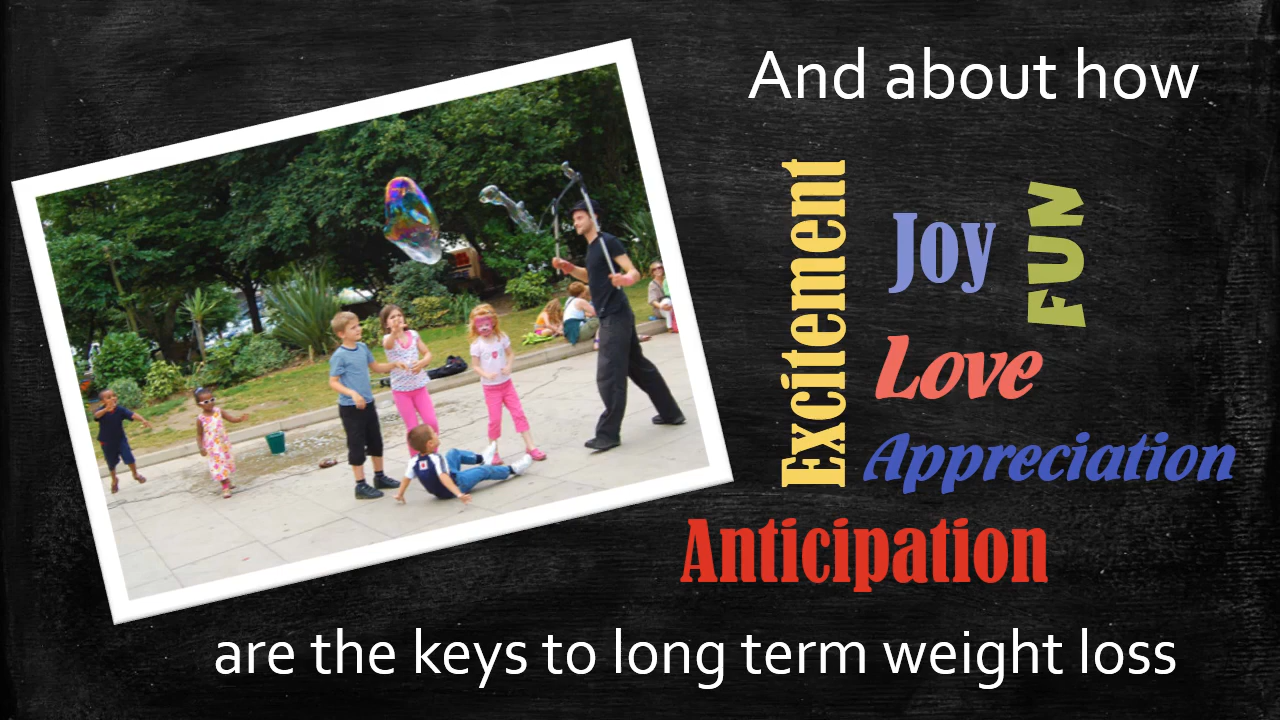 And about how
Excitement
Joy
FUN
Love
Appreciation
Anticipation
are the keys to long term weight loss